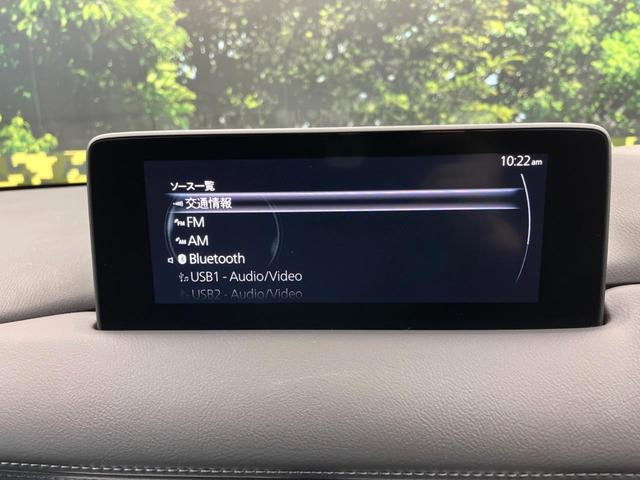 10:22am
ソース一覧
交通情報
FM
AM
Bluetooth
USB1 - Audio/Video
USB2 - Audio/Video